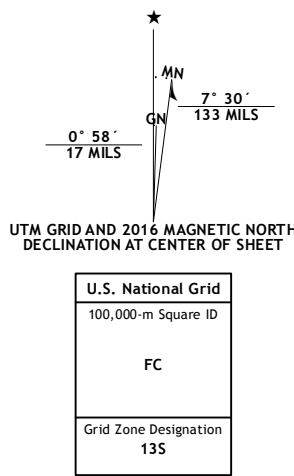 ★
MN
GN
7° 30´
133 MILS
0° 58´
17 MILS
UTM GRID AND 2016 MAGNETIC NORTH
DECLINATION AT CENTER OF SHEET
U.S. National Grid
100,000-m Square ID
FC
Grid Zone Designation
13S